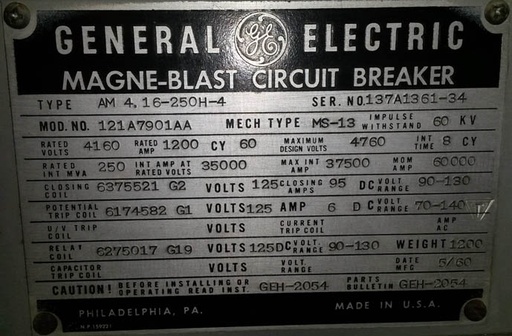 GENERAL GE ELECTRIC
MAGNE-BLAST CIRCUIT BREAKER
TYPE AM 4.16-250H-4 SER. NO. 137A1361-34
MOD. NO. 121A7901AA MECH TYPE MS-13 IMPULSE WITHSTAND 60 KV
RATED VOLTS 4160 RATED AMP 1200 CY 60 MAXIMUM DESIGN VOLTS 4760 INT TIME 8 CY
RATED INT MVA 250 INT AMP AT RATED VOLTS 35000 MAX INT AMP 37500 MOM AMP 60000
CLOSING COIL 6375521 G2 VOLTS 125 CLOSING AMPS 95 DC VOLT. RANGE 90-130
POTENTIAL TRIP COIL 6174582 G1 VOLTS 125 AMP 6 DC VOLT. RANGE 70-140
U/V TRIP COIL VOLTS CURRENT TRIP COIL AMP AC
RELAY COIL 6275017 G19 VOLTS 125DC VOLT. RANGE 90-130 WEIGHT 1200
CAPACITOR TRIP COIL VOLTS VOLT. RANGE DATE MFG 5/60
CAUTION! BEFORE INSTALLING OR OPERATING READ INST. GEH-2054 PARTS BULLETIN GEH-2054
PHILADELPHIA, PA. MADE IN U.S.A.